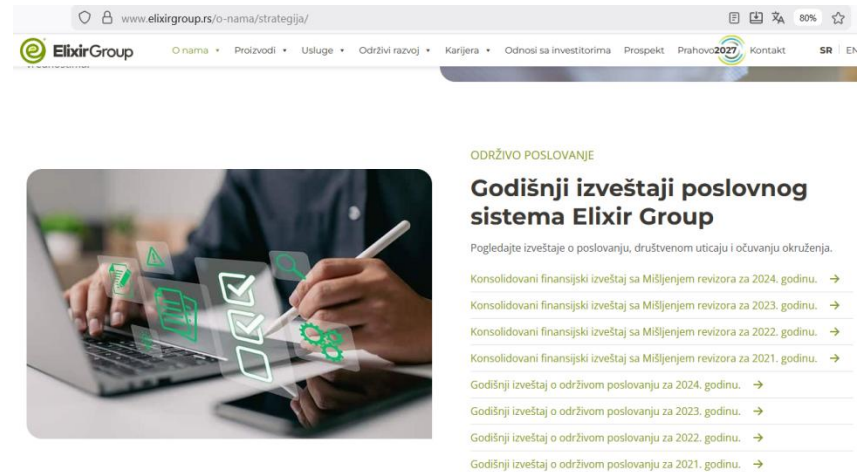 www.elixirgroup.rs/o-nama/strategija/
80%
ElixirGroup
O nama
Proizvodi
Usluge
Održivi razvoj
Karijera
Odnosi sa investitorima
Prospekt
Prahovo2027
Kontakt
SR
EN
ODRŽIVO POSLOVANJE
Godišnji izveštaji poslovnog
sistema Elixir Group
Pogledajte izveštaje o poslovanju, društvenom uticaju i očuvanju okruženja.
Konsolidovani finansijski izveštaj sa Mišljenjem revizora za 2024. godinu.
Konsolidovani finansijski izveštaj sa Mišljenjem revizora za 2023. godinu.
Konsolidovani finansijski izveštaj sa Mišljenjem revizora za 2022. godinu.
Konsolidovani finansijski izveštaj sa Mišljenjem revizora za 2021. godinu.
Godišnji izveštaj o održivom poslovanju za 2024. godinu.
Godišnji izveštaj o održivom poslovanju za 2023. godinu.
Godišnji izveštaj o održivom poslovanju za 2022. godinu.
Godišnji izveštaj o održivom poslovanju za 2021. godinu.